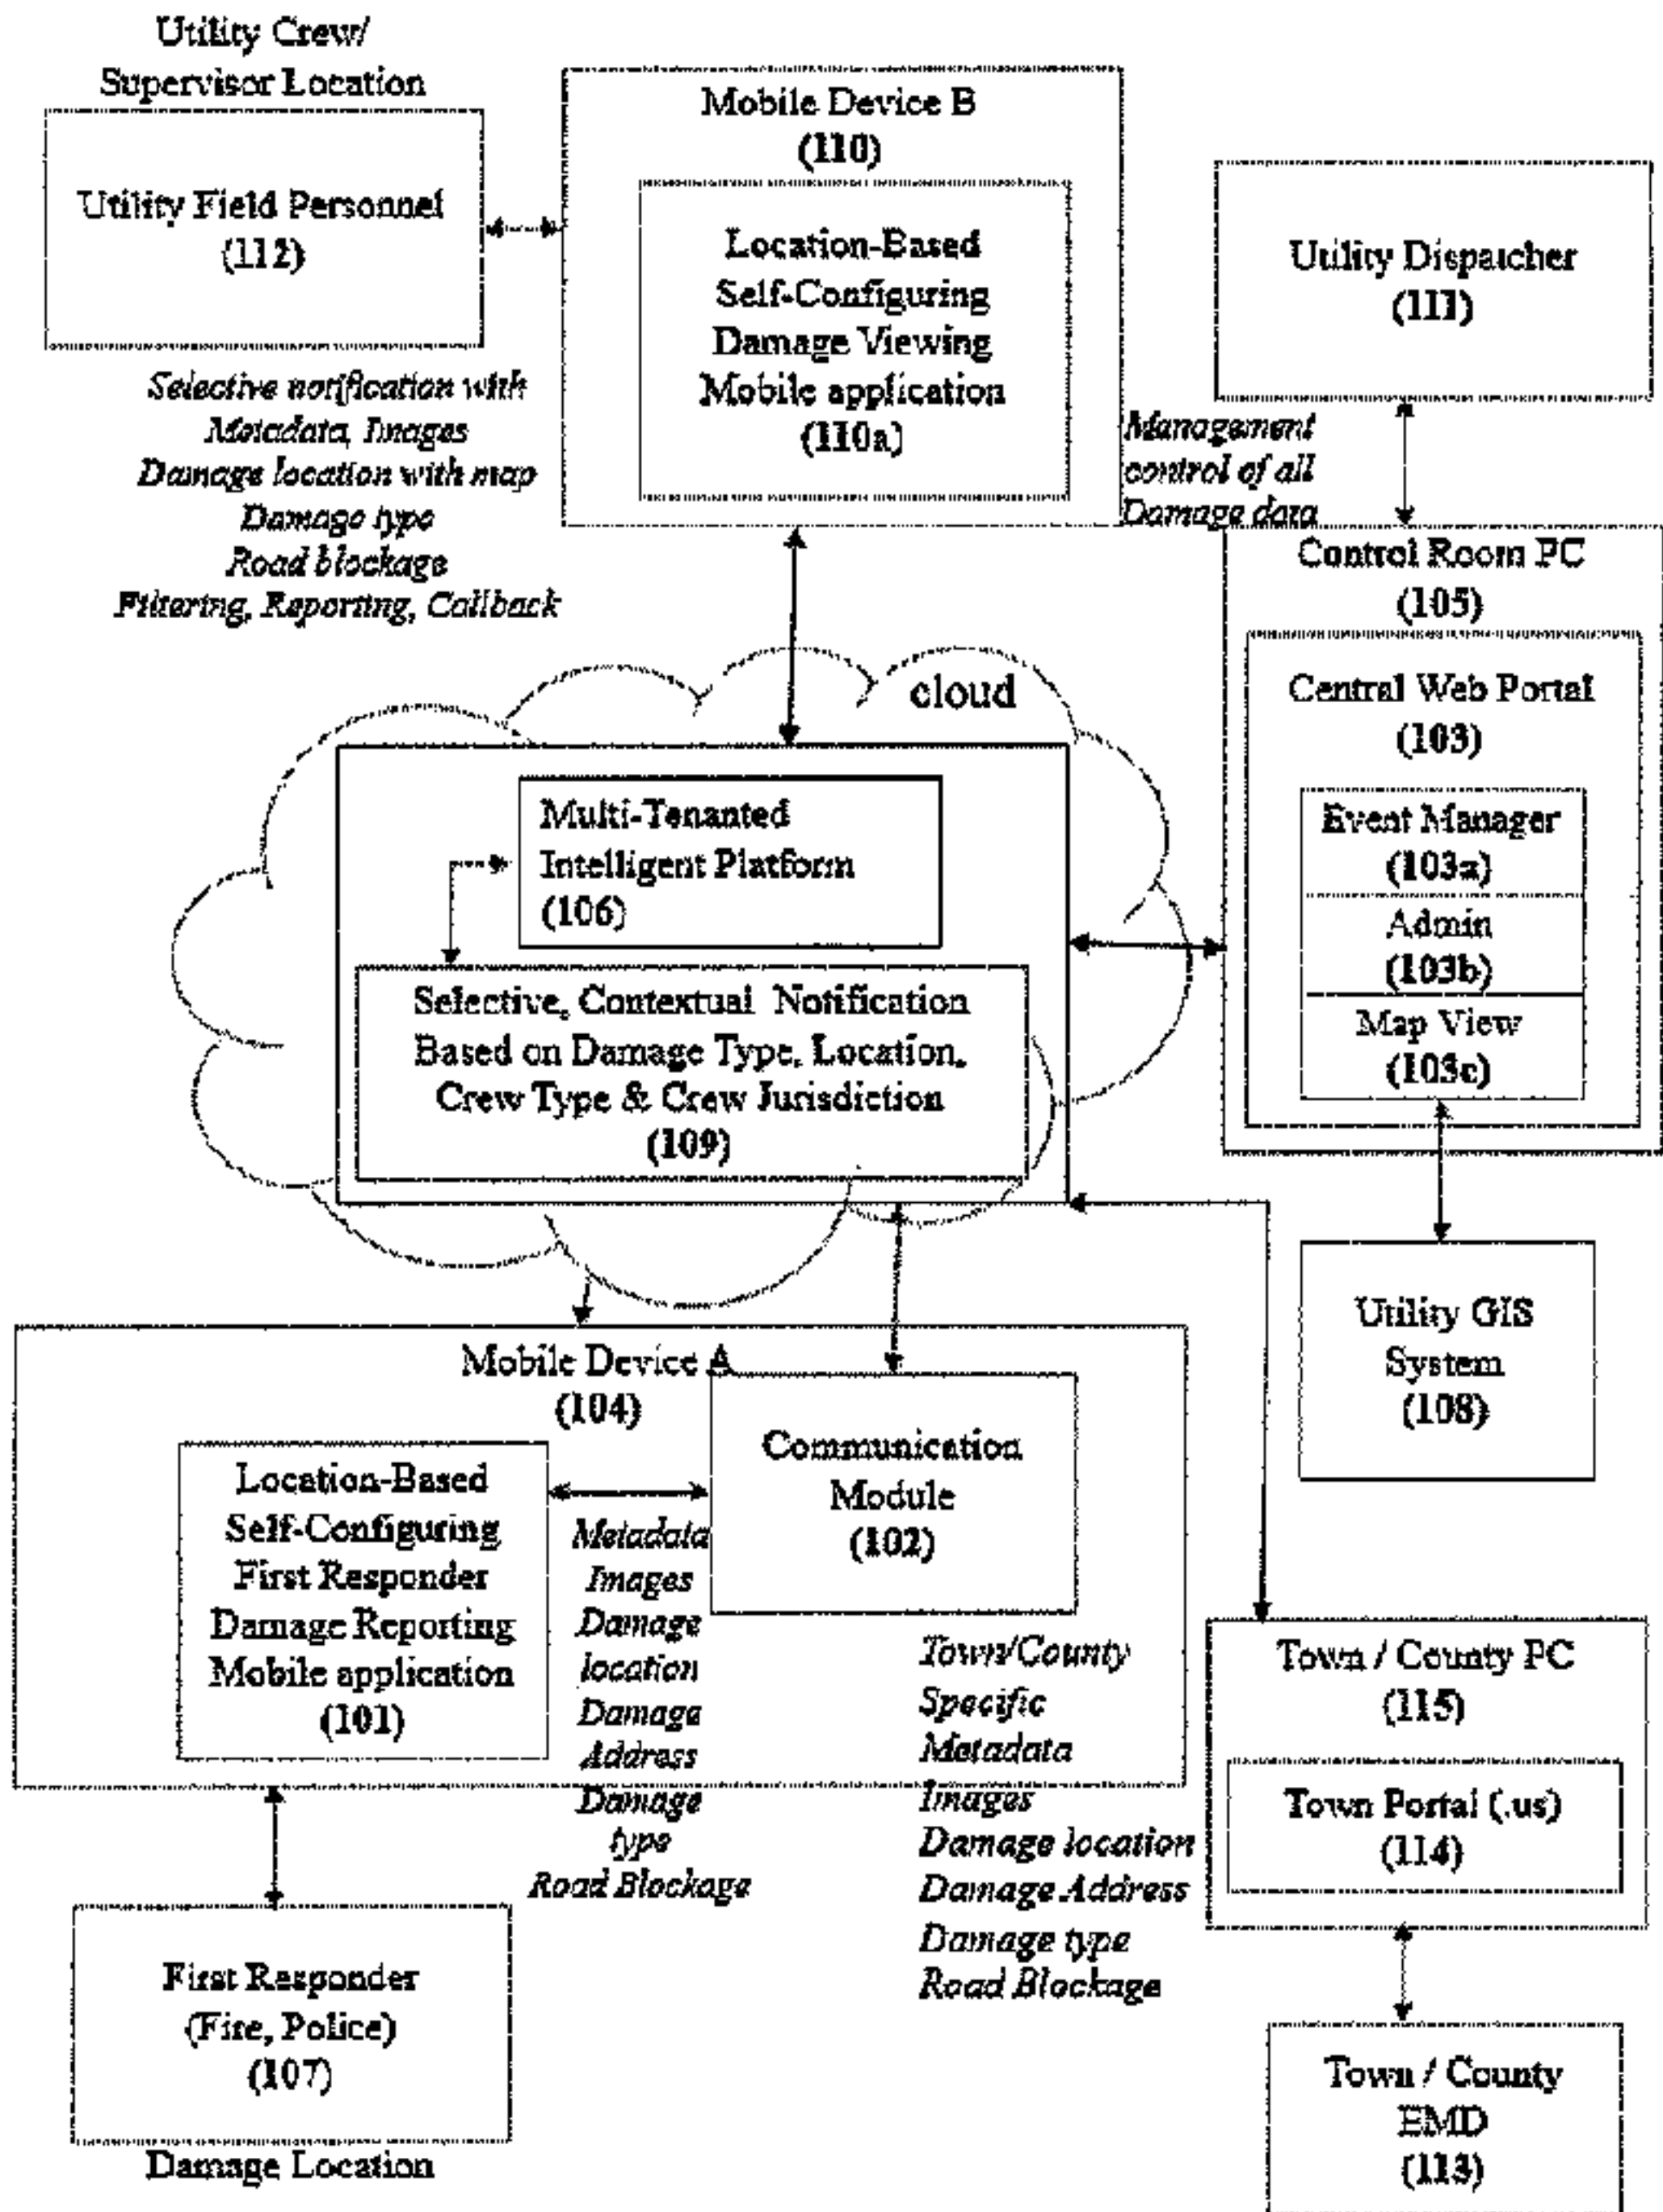 Utility Crew/
Supervisor Location
Utility Field Personnel
(112)
Selective notification with
Metadata, Images
Damage location with map
Damage type
Road blockage
Filtering, Reporting, Callback
Mobile Device B
(110)
Location-Based
Self-Configuring
Damage Viewing
Mobile application
(110a)
Utility Dispatcher
(111)
Management
control of all
Damage data
Control Room PC
(105)
Central Web Portal
(103)
Event Manager
(103a)
Admin
(103b)
Map View
(103c)
cloud
Multi-Tenanted
Intelligent Platform
(106)
Selective, Contextual Notification
Based on Damage Type, Location,
Crew Type & Crew Jurisdiction
(109)
Utility GIS
System
(108)
Mobile Device A
(104)
Location-Based
Self-Configuring
First Responder
Damage Reporting
Mobile application
(101)
Metadata
Images
Damage
location
Damage
Address
Damage
type
Road Blockage
Communication
Module
(102)
Town/County
Specific
Metadata
Images
Damage location
Damage Address
Damage type
Road Blockage
Town / County PC
(115)
Town Portal (.us)
(114)
First Responder
(Fire, Police)
(107)
Damage Location
Town / County
EMD
(113)